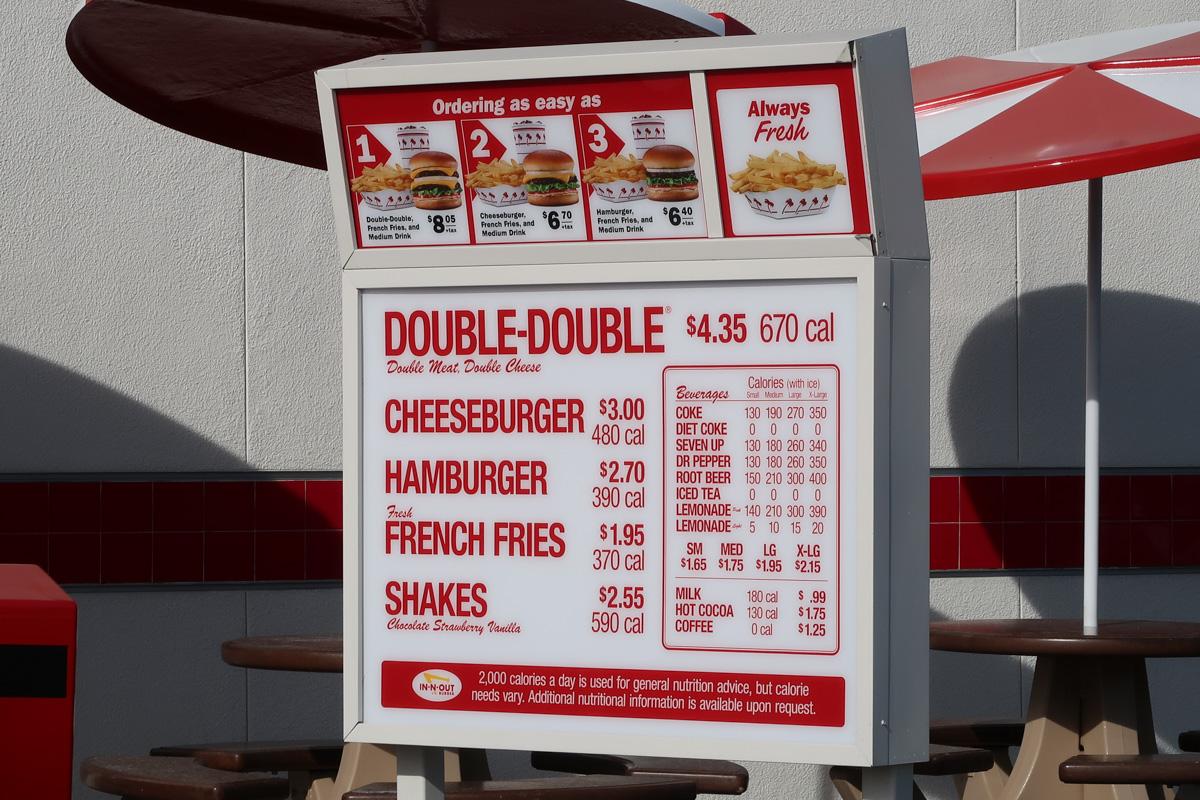 Ordering as easy as
1
Double-Double,
French Fries, and
Medium Drink
$8.05
+tax
2
Cheeseburger,
French Fries, and
Medium Drink
$6.70
+tax
3
Hamburger,
French Fries, and
Medium Drink
$6.40
+tax
Always
Fresh
DOUBLE-DOUBLE® $4.35 670 cal
Double Meat, Double Cheese
CHEESEBURGER $3.00
480 cal
HAMBURGER $2.70
390 cal
Fresh
FRENCH FRIES $1.95
370 cal
SHAKES $2.55
Chocolate Strawberry Vanilla 590 cal
Calories (with ice)
Beverages Small Medium Large X-Large
COKE 130 190 270 350
DIET COKE 0 0 0 0
SEVEN UP 130 180 260 340
DR PEPPER 130 180 260 350
ROOT BEER 150 210 300 400
ICED TEA 0 0 0 0
LEMONADE 140 210 300 390
LEMONADE Light 5 10 15 20
SM MED LG X-LG
$1.65 $1.75 $1.95 $2.15
MILK 180 cal $ .99
HOT COCOA 130 cal $1.75
COFFEE 0 cal $1.25
IN-N-OUT
BURGER
2,000 calories a day is used for general nutrition advice, but calorie
needs vary. Additional nutritional information is available upon request.